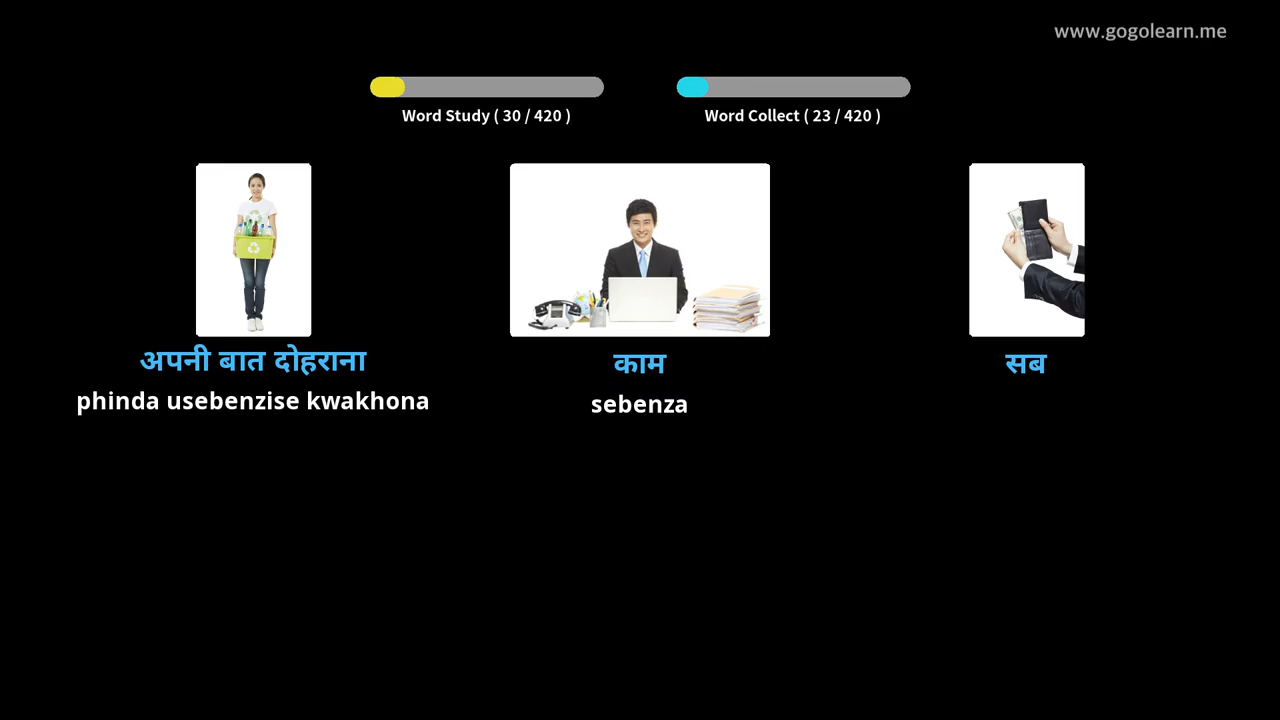 www.gogolearn.me
Word Study ( 30 / 420 )
Word Collect ( 23 / 420 )
अपनी बात दोहराना
काम
सब
phinda usebenzise kwakhona
sebenza